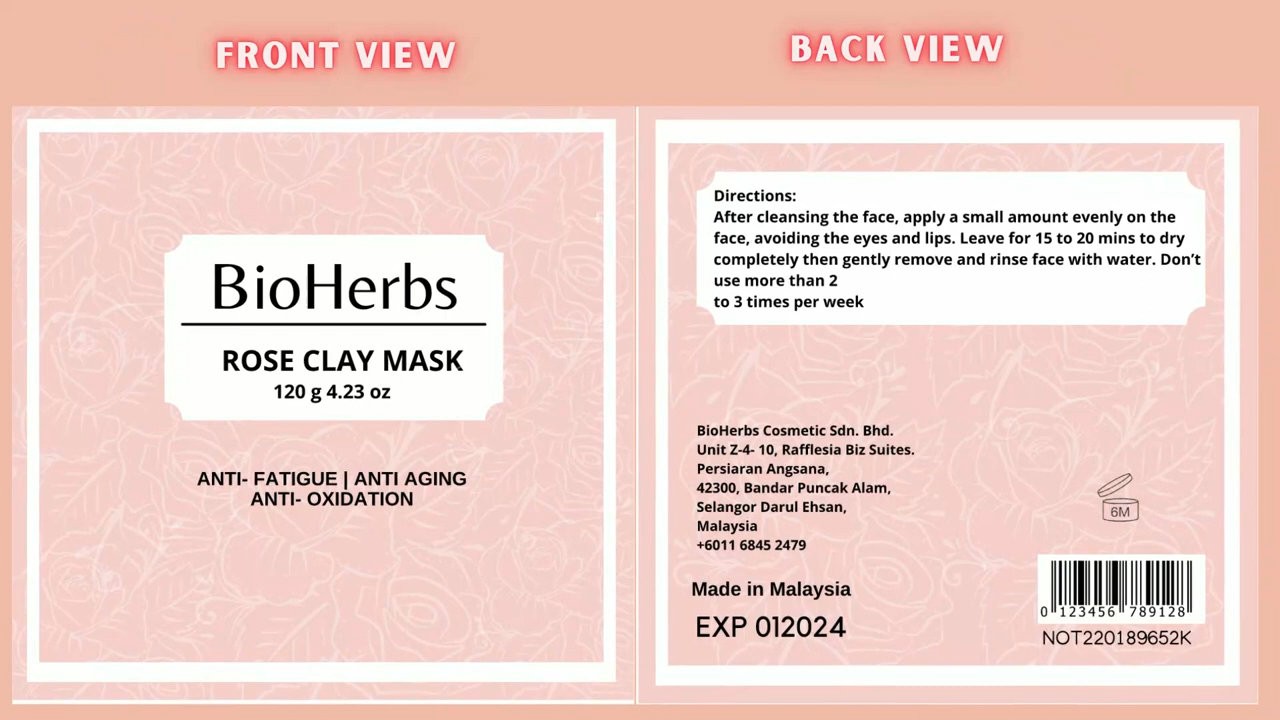 FRONT VIEW
BioHerbs
ROSE CLAY MASK
120 g 4.23 oz
ANTI- FATIGUE | ANTI AGING
ANTI- OXIDATION
BACK VIEW
Directions:
After cleansing the face, apply a small amount evenly on the
face, avoiding the eyes and lips. Leave for 15 to 20 mins to dry
completely then gently remove and rinse face with water. Don’t
use more than 2
to 3 times per week
BioHerbs Cosmetic Sdn. Bhd.
Unit Z-4- 10, Rafflesia Biz Suites.
Persiaran Angsana,
42300, Bandar Puncak Alam,
Selangor Darul Ehsan,
Malaysia
+6011 6845 2479
6M
Made in Malaysia
EXP 012024
0 123456 789128
NOT220189652K